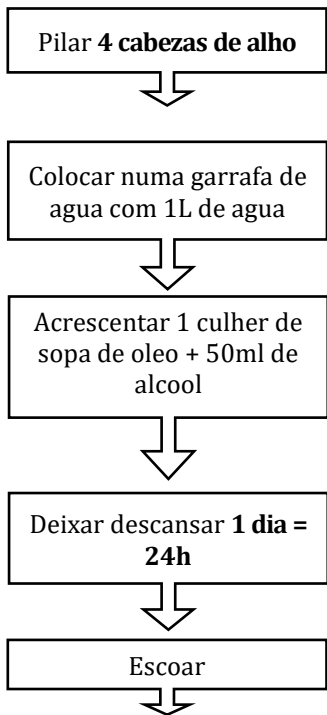 Pilar 4 cabezas de alho
Colocar numa garrafa de
agua com 1L de agua
Acrescentar 1 culher de
sopa de oleo + 50ml de
alcool
Deixar descansar 1 dia =
24h
Escoar